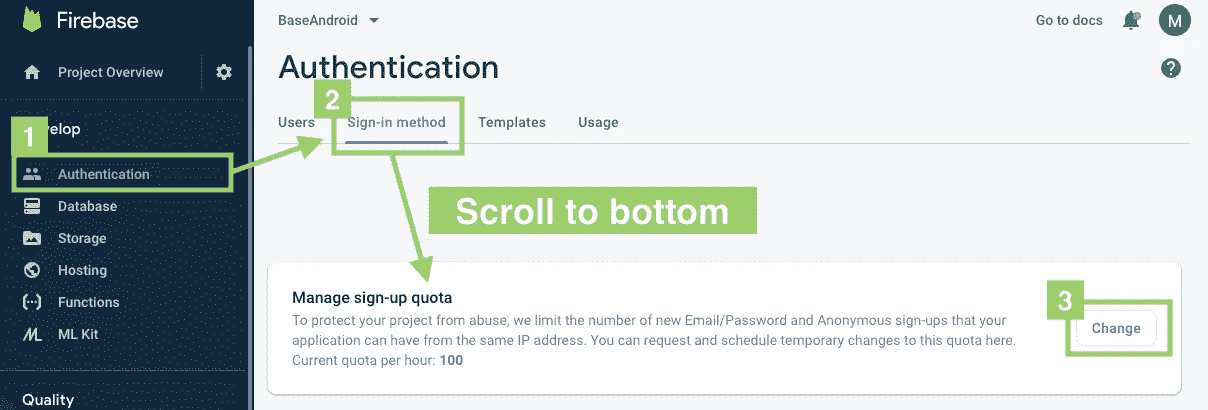 Firebase
BaseAndroid
Go to docs
M
Project Overview
Authentication
?
2
Users
Sign-in method
Templates
Usage
1
velop
Authentication
Database
Storage
Hosting
Functions
ML Kit
Quality
Scroll to bottom
Manage sign-up quota
To protect your project from abuse, we limit the number of new Email/Password and Anonymous sign-ups that your
application can have from the same IP address. You can request and schedule temporary changes to this quota here.
Current quota per hour: 100
3
Change